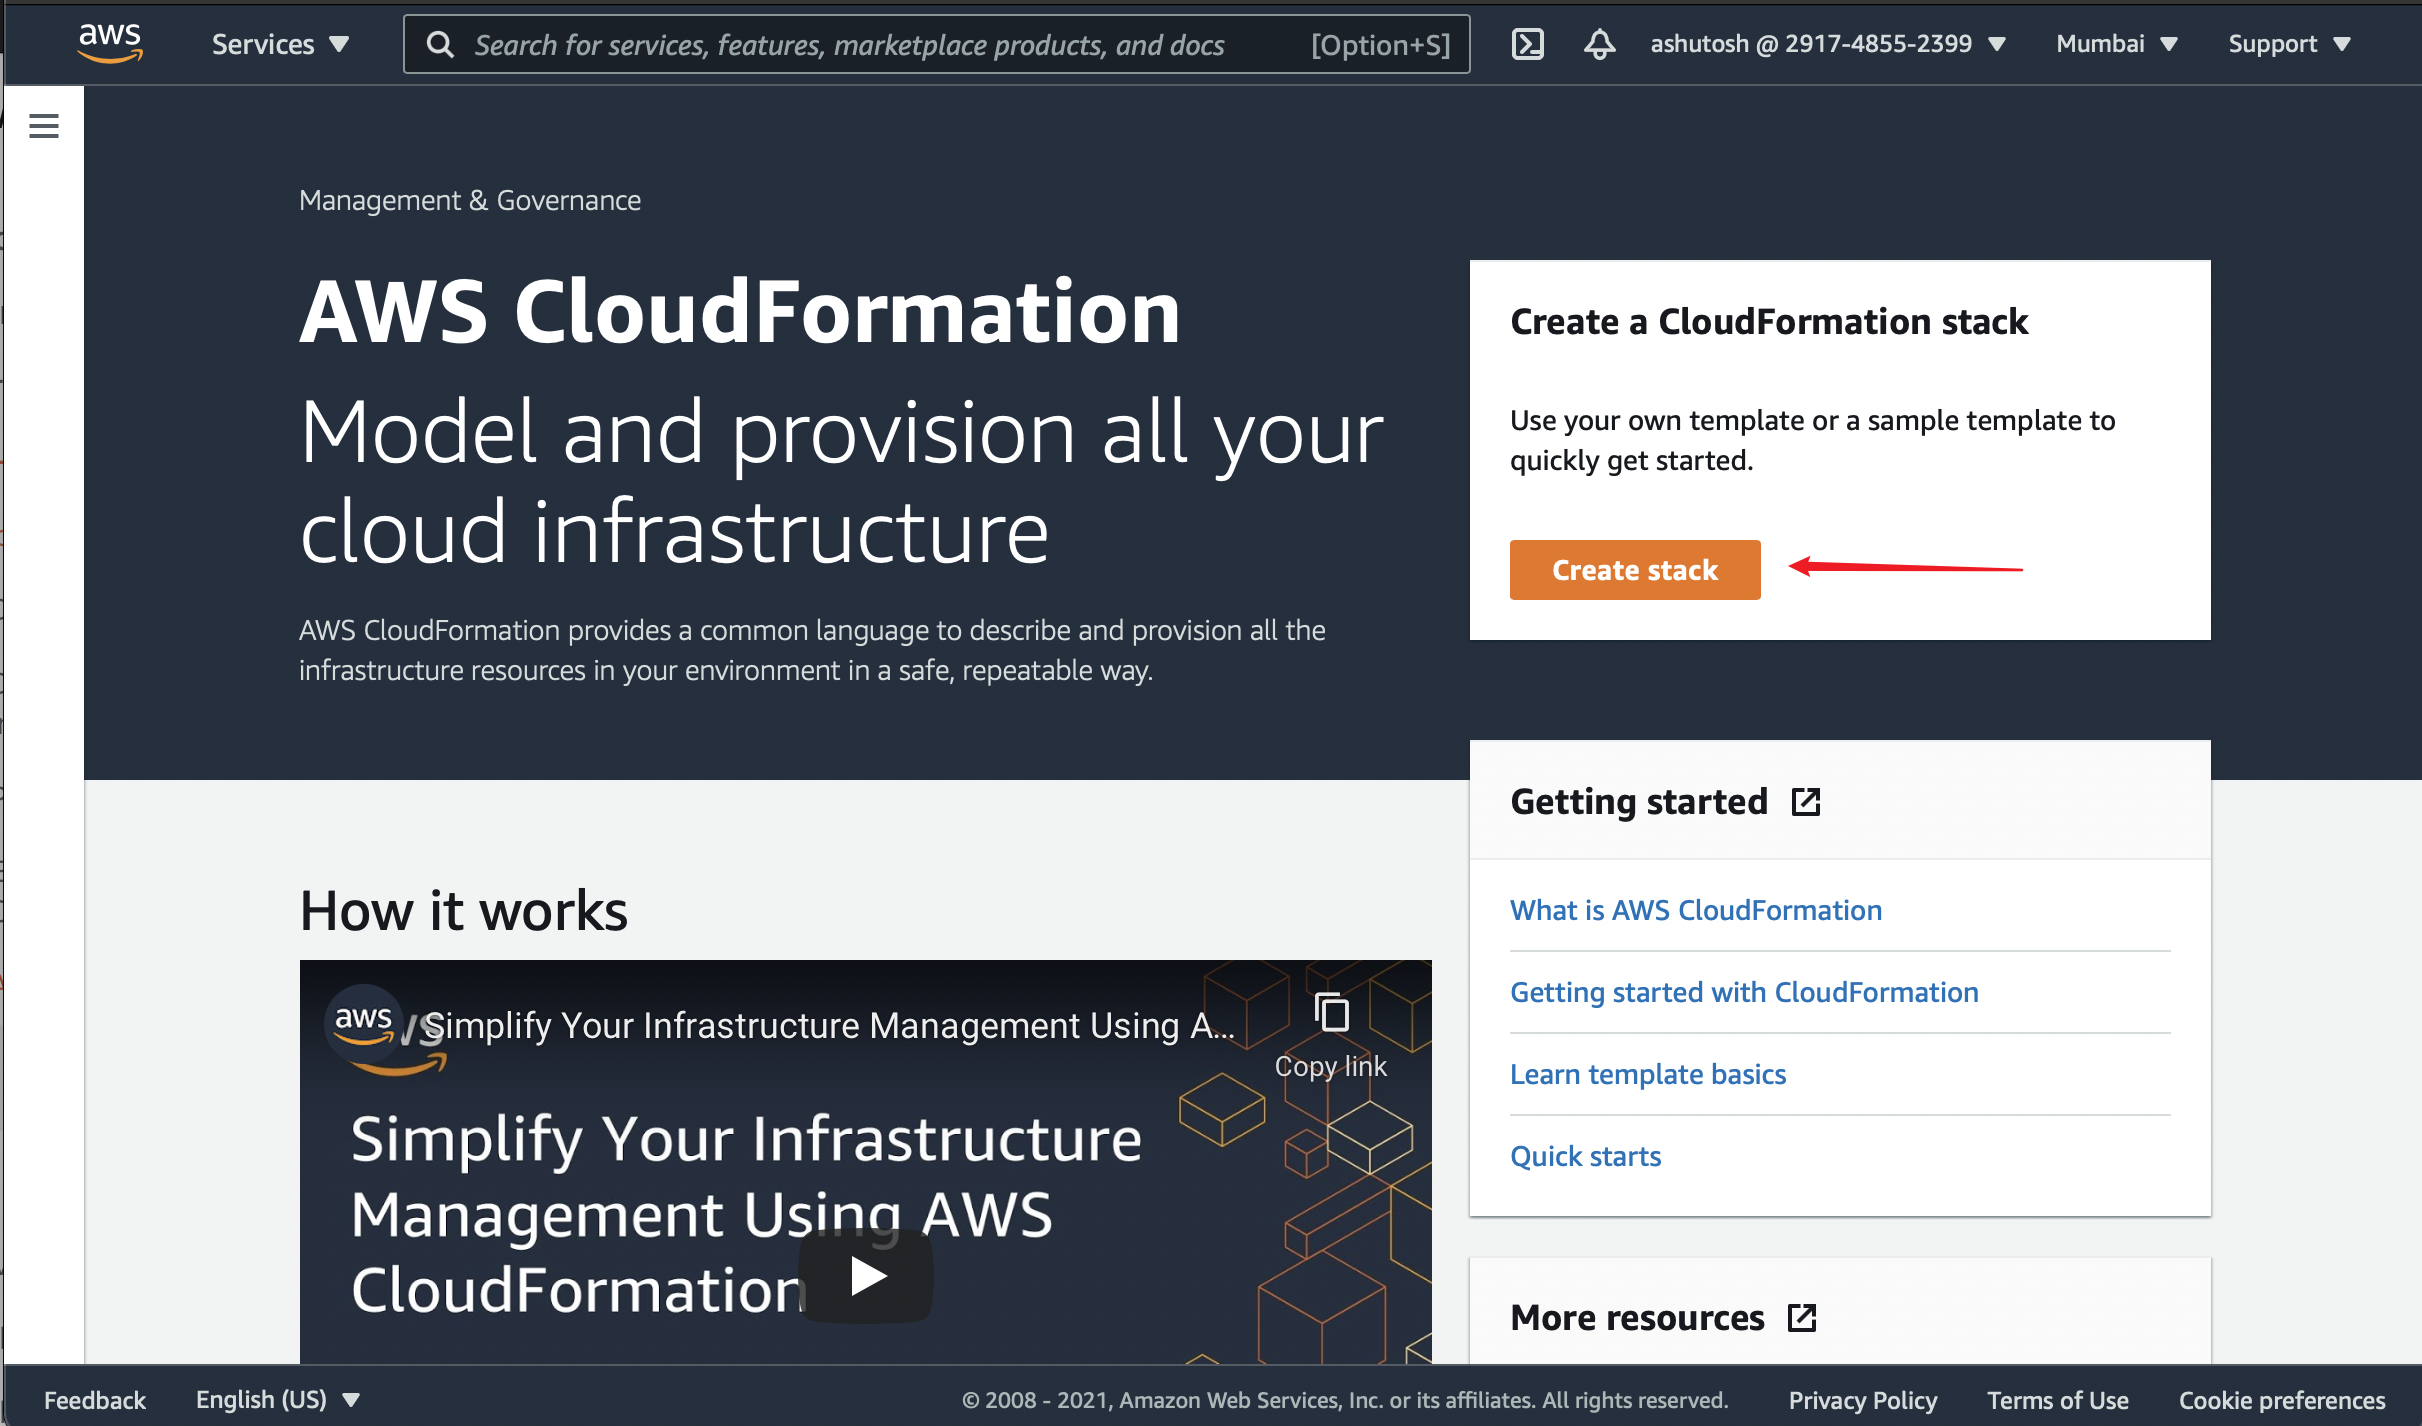 aws
Services
Search for services, features, marketplace products, and docs
[Option+S]
ashutosh @ 2917-4855-2399
Mumbai
Support
Management & Governance
AWS CloudFormation
Model and provision all your
cloud infrastructure
AWS CloudFormation provides a common language to describe and provision all the
infrastructure resources in your environment in a safe, repeatable way.
Create a CloudFormation stack
Use your own template or a sample template to
quickly get started.
Create stack
Getting started
What is AWS CloudFormation
Getting started with CloudFormation
Learn template basics
Quick starts
How it works
aws
Simplify Your Infrastructure Management Using A...
Copy link
Simplify Your Infrastructure
Management Using AWS
CloudFormation
More resources
Feedback
English (US)
© 2008 - 2021, Amazon Web Services, Inc. or its affiliates. All rights reserved.
Privacy Policy
Terms of Use
Cookie preferences